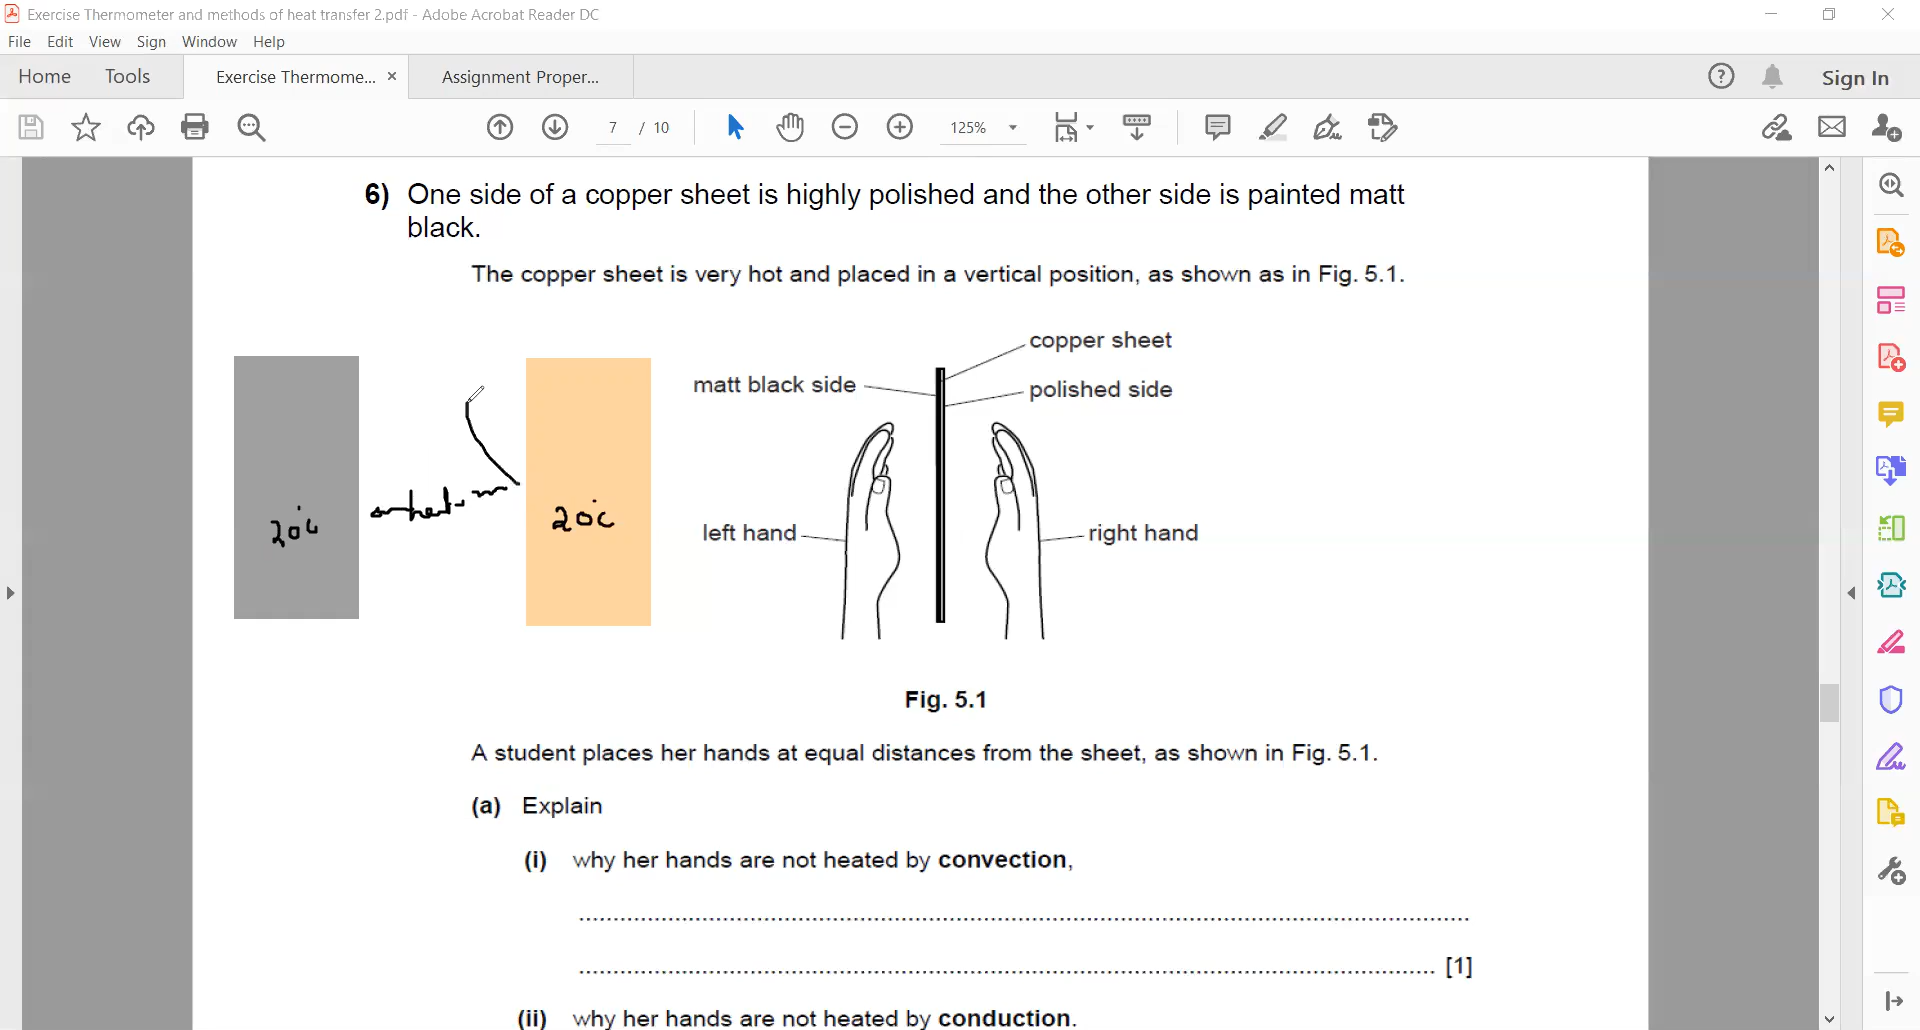 Exercise Thermometer and methods of heat transfer 2.pdf - Adobe Acrobat Reader DC
File Edit View Sign Window Help
Home Tools Exercise Thermome... × Assignment Proper... Sign In
7 / 10 125%
6) One side of a copper sheet is highly polished and the other side is painted matt
black.
The copper sheet is very hot and placed in a vertical position, as shown as in Fig. 5.1.
copper sheet
matt black side
polished side
20c
20c
left hand
right hand
Fig. 5.1
A student places her hands at equal distances from the sheet, as shown in Fig. 5.1.
(a) Explain
(i) why her hands are not heated by convection,
[1]
(ii) why her hands are not heated by conduction.